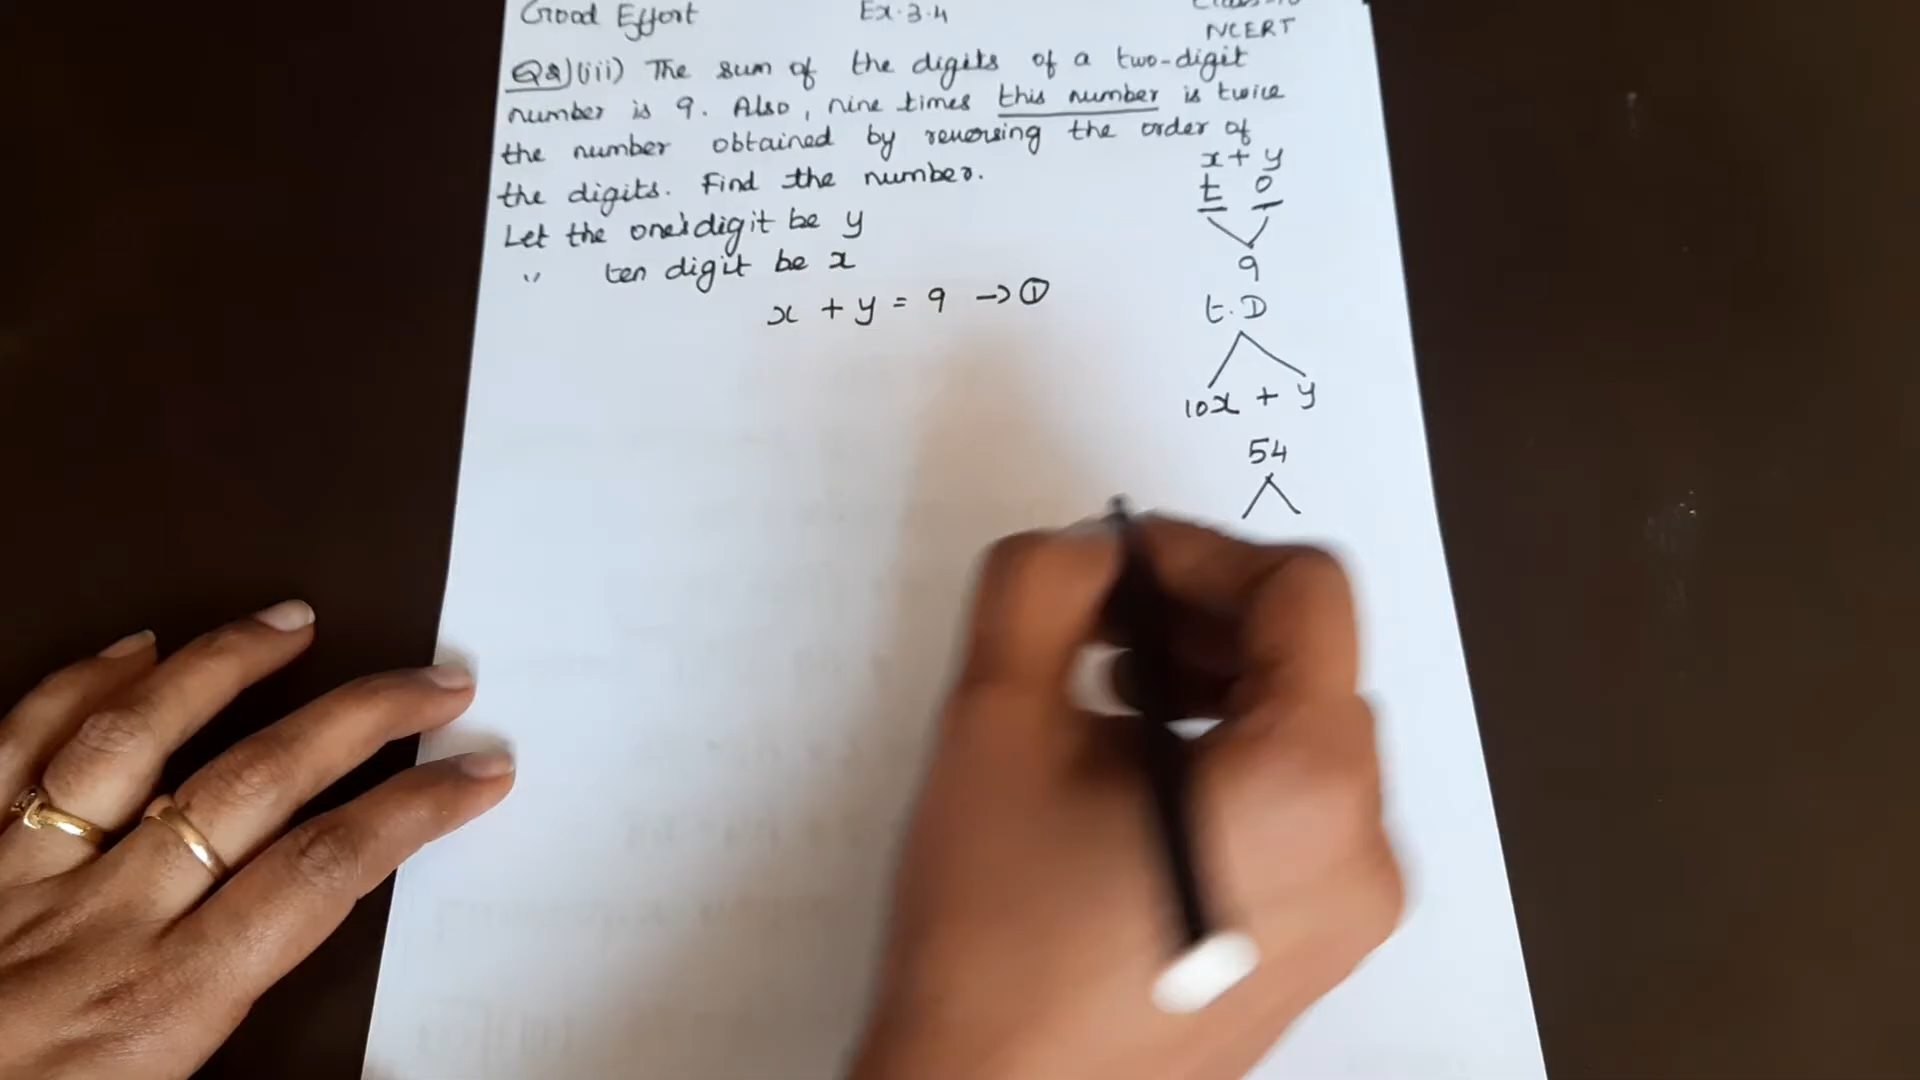 Good Effort Ex.3.4
NCERT
Q2)(iii) The sum of the digits of a two-digit
number is 9. Also, nine times this number is twice
the number obtained by reversing the order of
the digits. Find the number.
x + y
t o
9
t.D
10x + y
54
Let the one's digit be y
" ten digit be x
x + y = 9 → ①